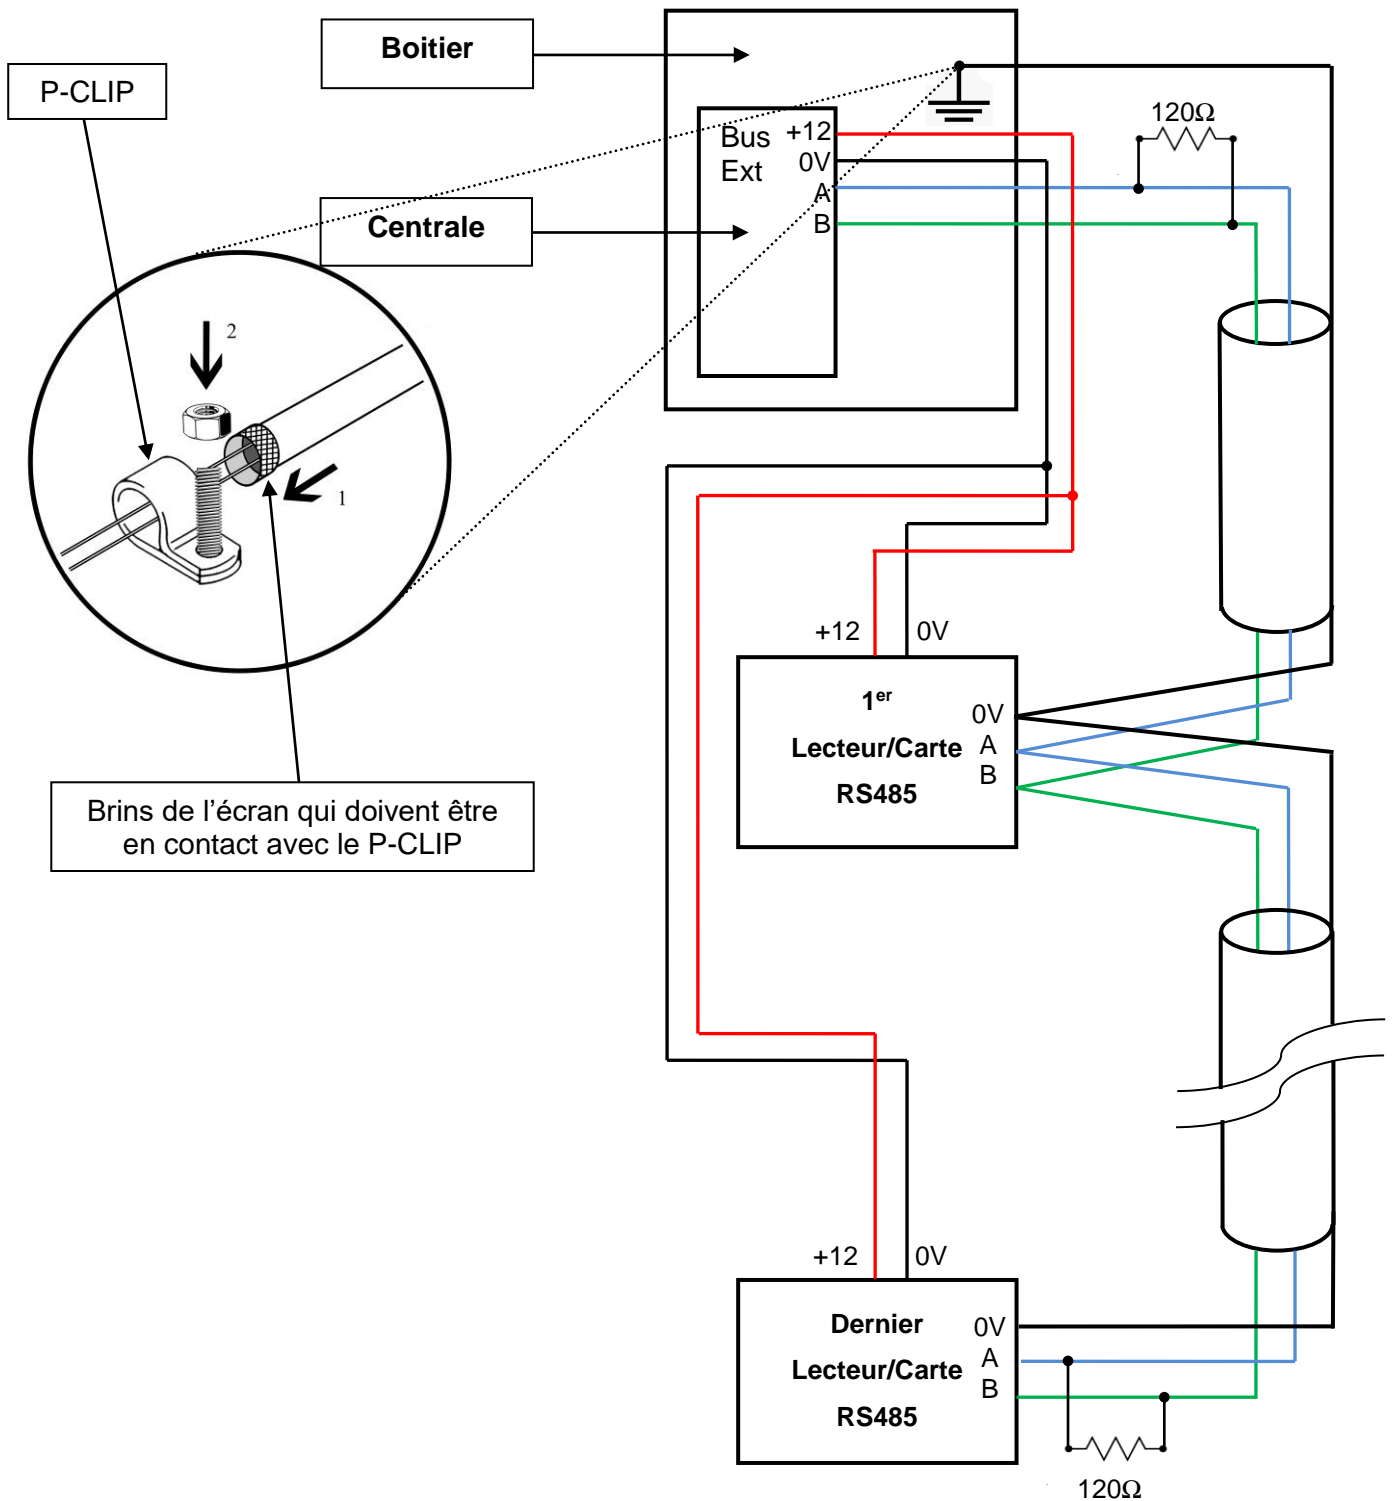 Boitier
P-CLIP
120Ω
Bus
Ext
+12
0V
A
B
Centrale
2
1
+12
0V
1er
Lecteur/Carte
RS485
0V
A
B
Brins de l’écran qui doivent être
en contact avec le P-CLIP
+12
0V
Dernier
Lecteur/Carte
RS485
0V
A
B
120Ω